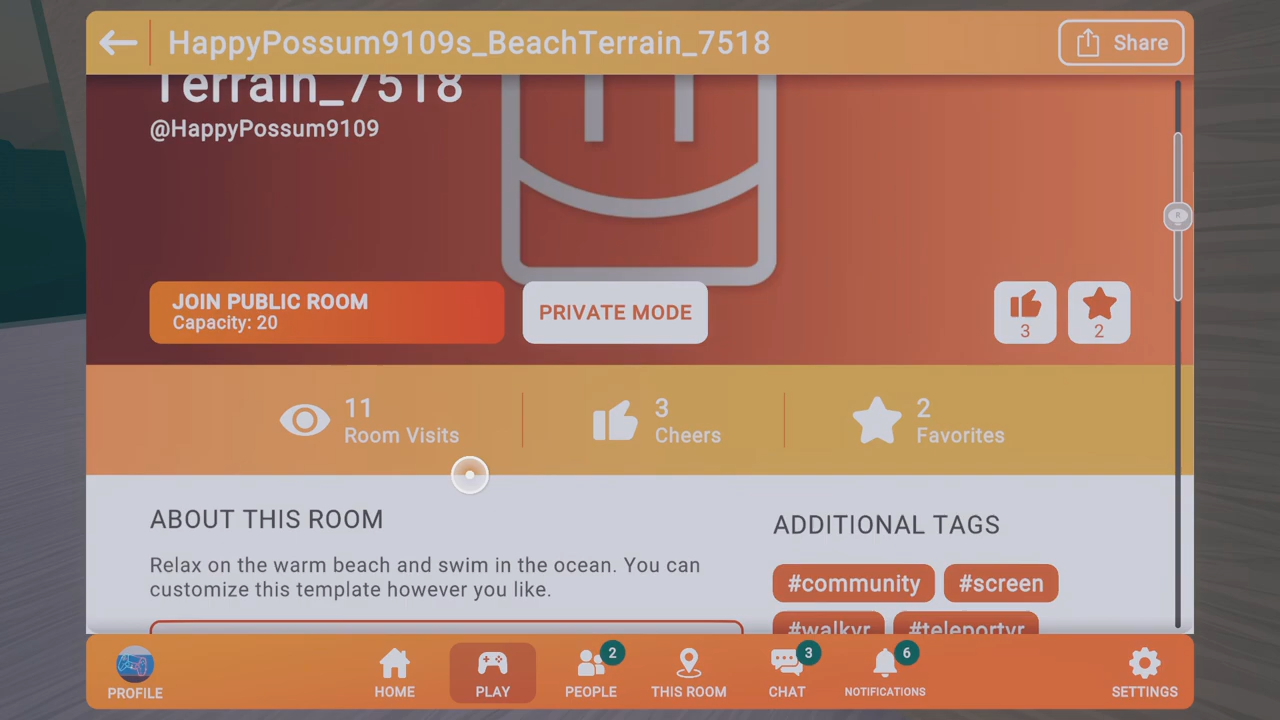 HappyPossum9109s_BeachTerrain_7518
Share
Terrain_7518
@HappyPossum9109
JOIN PUBLIC ROOM
Capacity: 20
PRIVATE MODE
3
2
11
Room Visits
3
Cheers
2
Favorites
ABOUT THIS ROOM
Relax on the warm beach and swim in the ocean. You can
customize this template however you like.
ADDITIONAL TAGS
#community
#screen
#walkvr
#teleportvr
PROFILE
HOME
PLAY
2
PEOPLE
THIS ROOM
3
CHAT
6
NOTIFICATIONS
SETTINGS